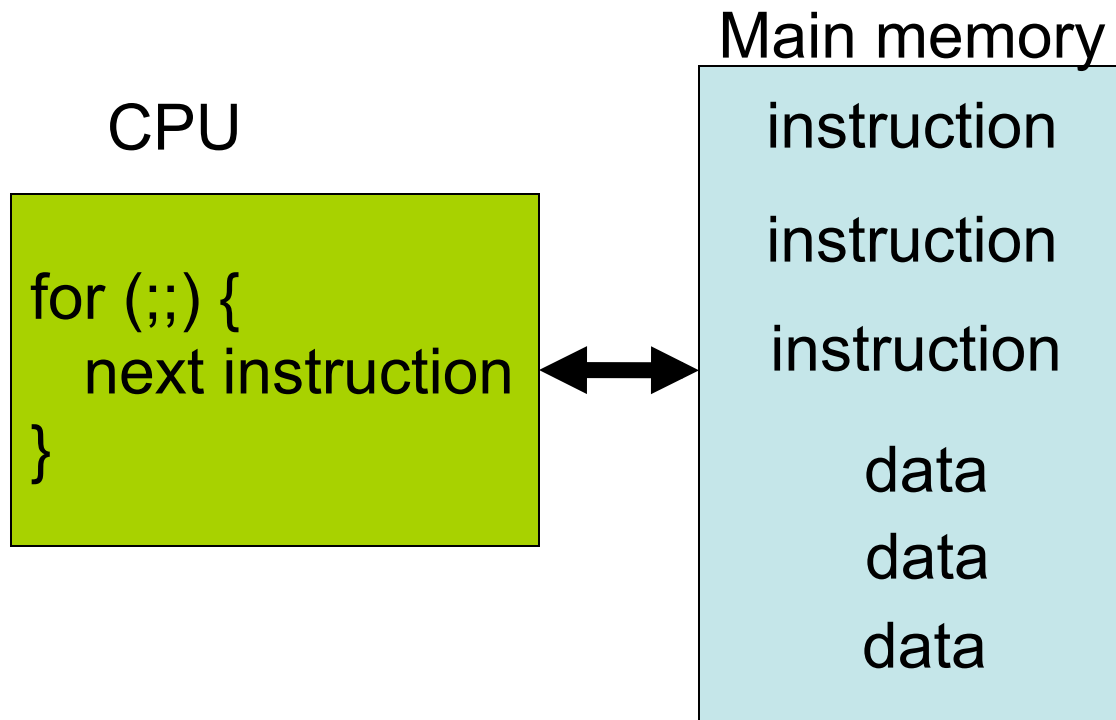 CPU
for (;;) {
next instruction
}
Main memory
instruction
instruction
instruction
data
data
data